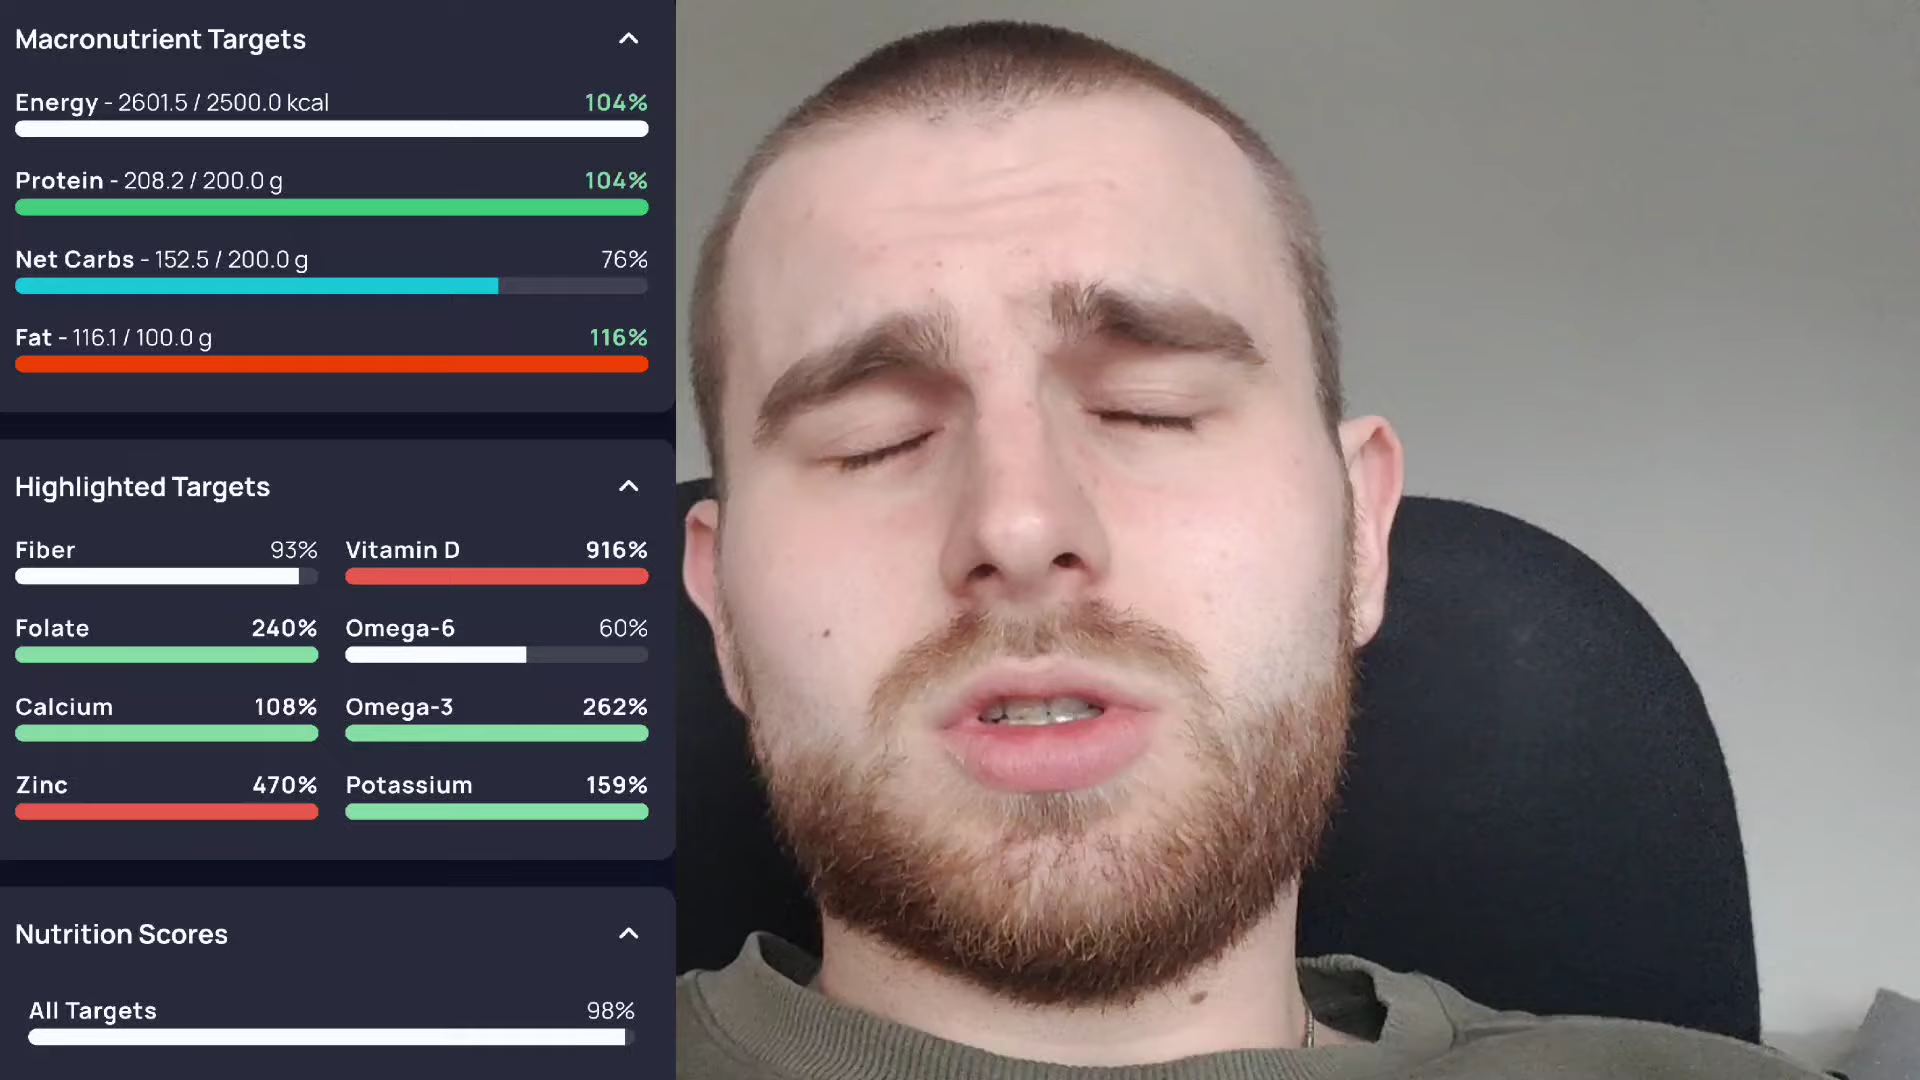 Macronutrient Targets
Energy - 2601.5 / 2500.0 kcal 104%
Protein - 208.2 / 200.0 g 104%
Net Carbs - 152.5 / 200.0 g 76%
Fat - 116.1 / 100.0 g 116%
Highlighted Targets
Fiber 93% Vitamin D 916%
Folate 240% Omega-6 60%
Calcium 108% Omega-3 262%
Zinc 470% Potassium 159%
Nutrition Scores
All Targets 98%